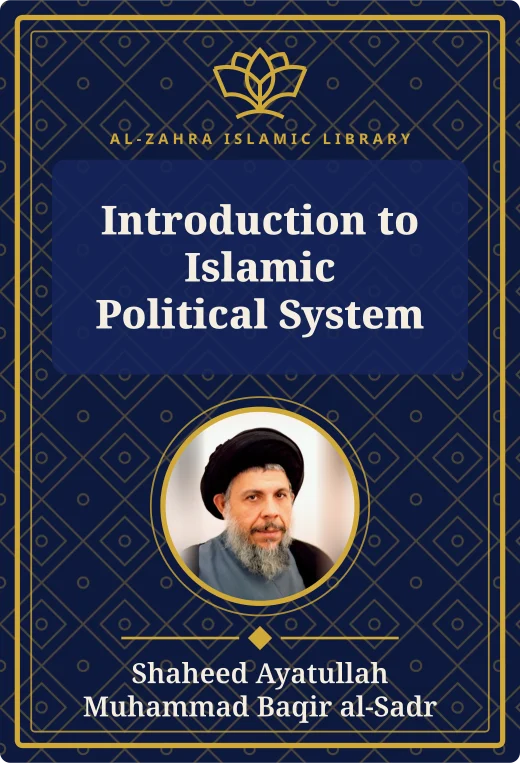 AL-ZAHRA ISLAMIC LIBRARY
Introduction to
Islamic
Political System
Shaheed Ayatullah
Muhammad Baqir al-Sadr